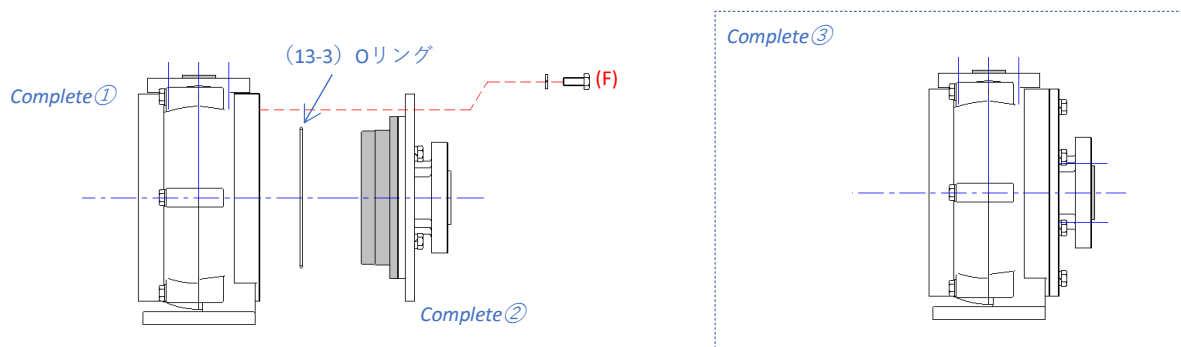 (13-3) Oリング
Complete①
(F)
Complete②
Complete③